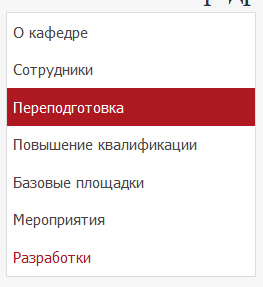 О кафедре
Сотрудники
Переподготовка
Повышение квалификации
Базовые площадки
Мероприятия
Разработки